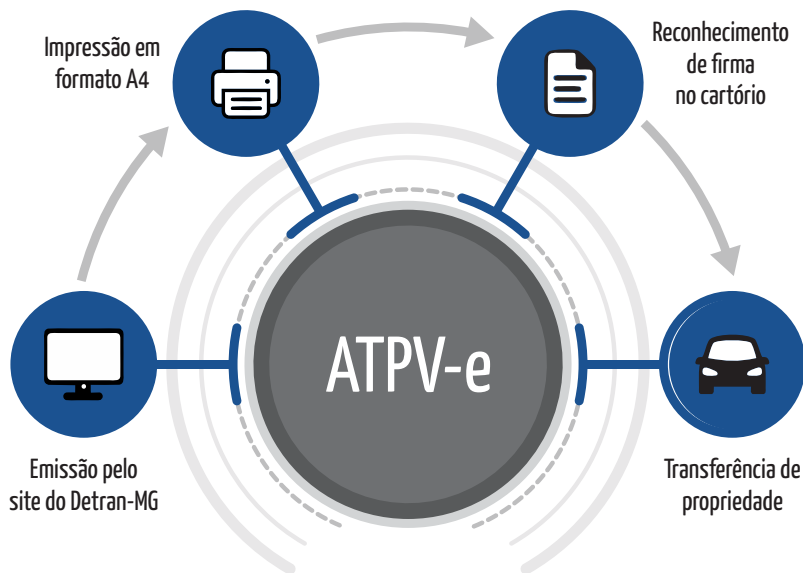 Impressão em
formato A4
Reconhecimento
de firma
no cartório
ATPV-e
Emissão pelo
site do Detran-MG
Transferência de
propriedade